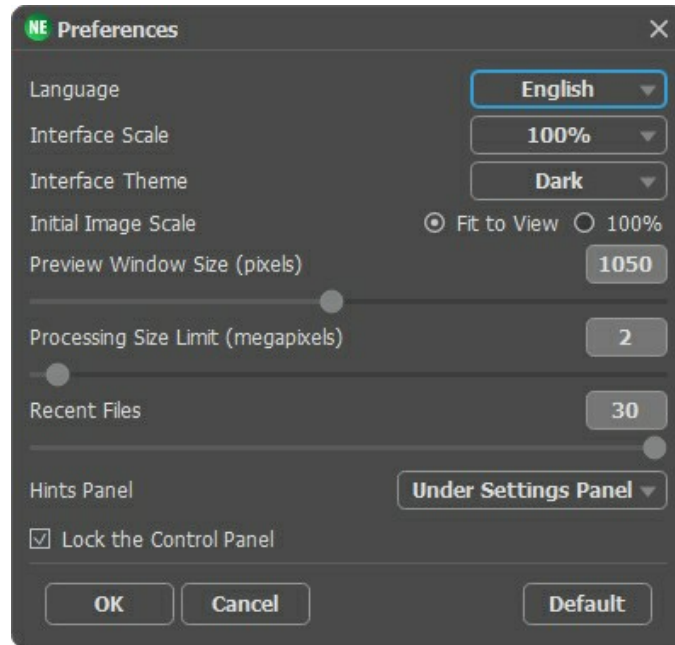 NE Preferences
Language English
Interface Scale 100%
Interface Theme Dark
Initial Image Scale Fit to View 100%
Preview Window Size (pixels) 1050
Processing Size Limit (megapixels) 2
Recent Files 30
Hints Panel Under Settings Panel
Lock the Control Panel
OK Cancel Default